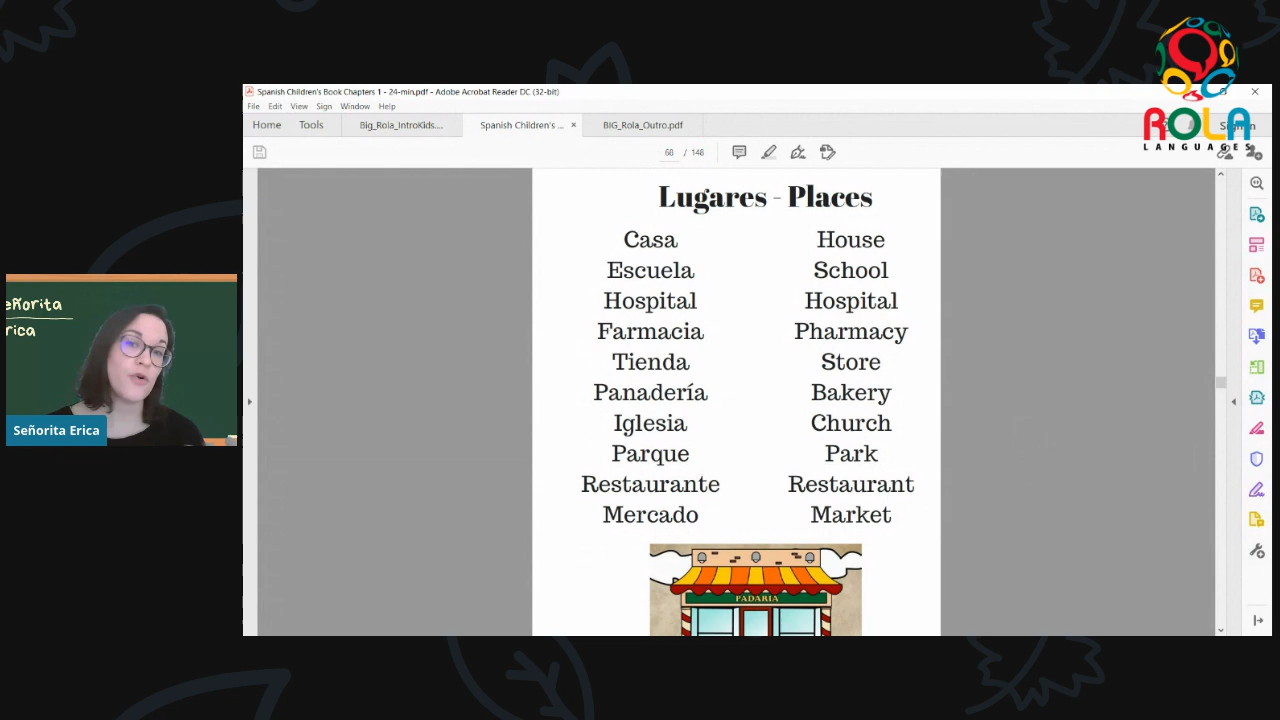 Spanish Children's Book Chapters 1 - 24-min.pdf - Adobe Acrobat Reader DC (32-bit)
File Edit View Sign Window Help
Home Tools Big_Rola_IntroKids.... Spanish Children's ... BIG_Rola_Outro.pdf
68 / 148
ROLA
LANGUAGES
Lugares - Places
Casa House
Escuela School
Hospital Hospital
Farmacia Pharmacy
Tienda Store
Panadería Bakery
Iglesia Church
Parque Park
Restaurante Restaurant
Mercado Market
PADARIA
eñorita
rica
Señorita Erica